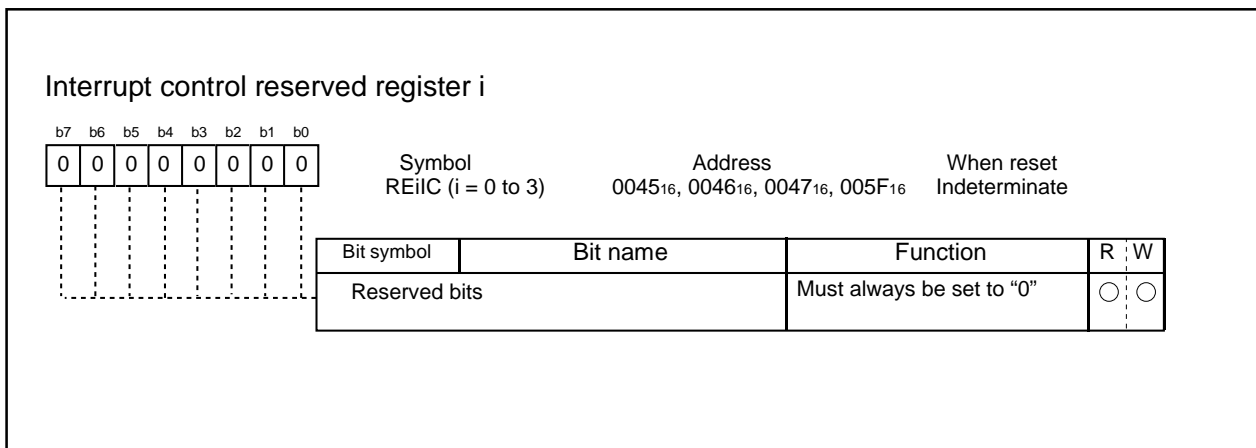 Interrupt control reserved register i
b7 b6 b5 b4 b3 b2 b1 b0
0 0 0 0 0 0 0 0
Symbol Address When reset
REiIC (i = 0 to 3) 0045₁₆, 0046₁₆, 0047₁₆, 005F₁₆ Indeterminate
Bit symbol Bit name Function R W
Reserved bits Must always be set to “0” ○ ○